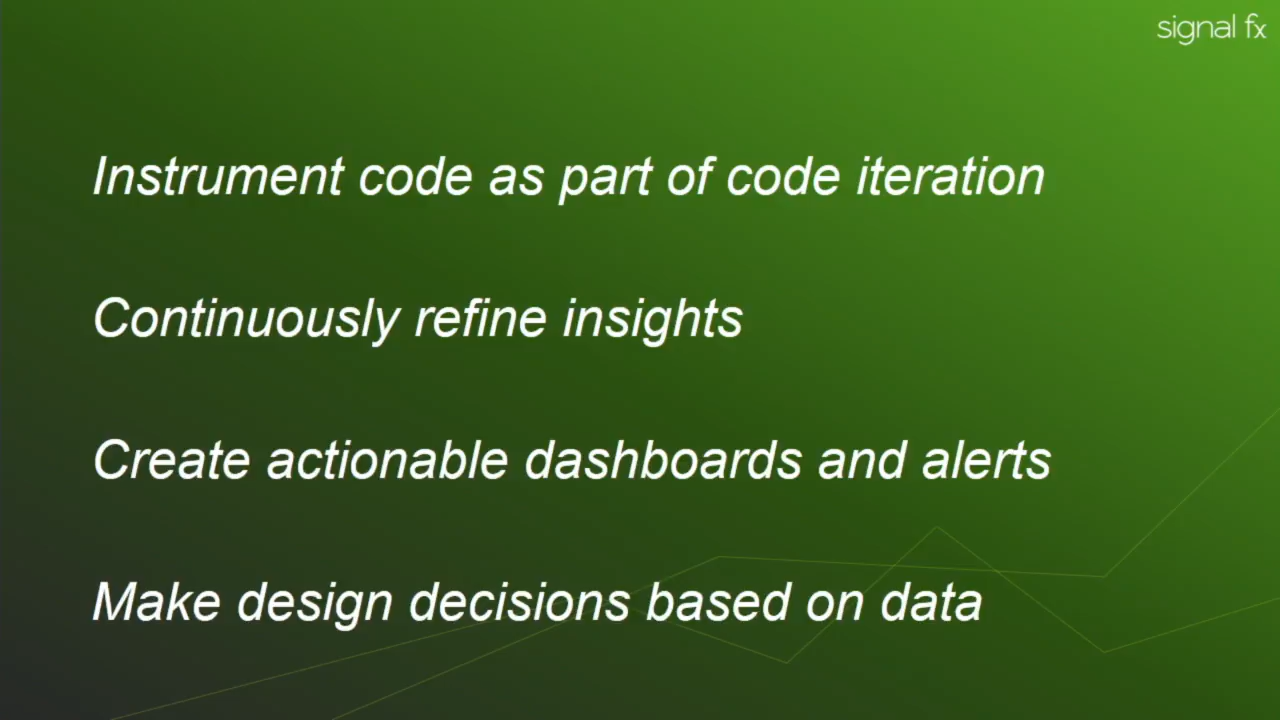 signal fx
Instrument code as part of code iteration
Continuously refine insights
Create actionable dashboards and alerts
Make design decisions based on data